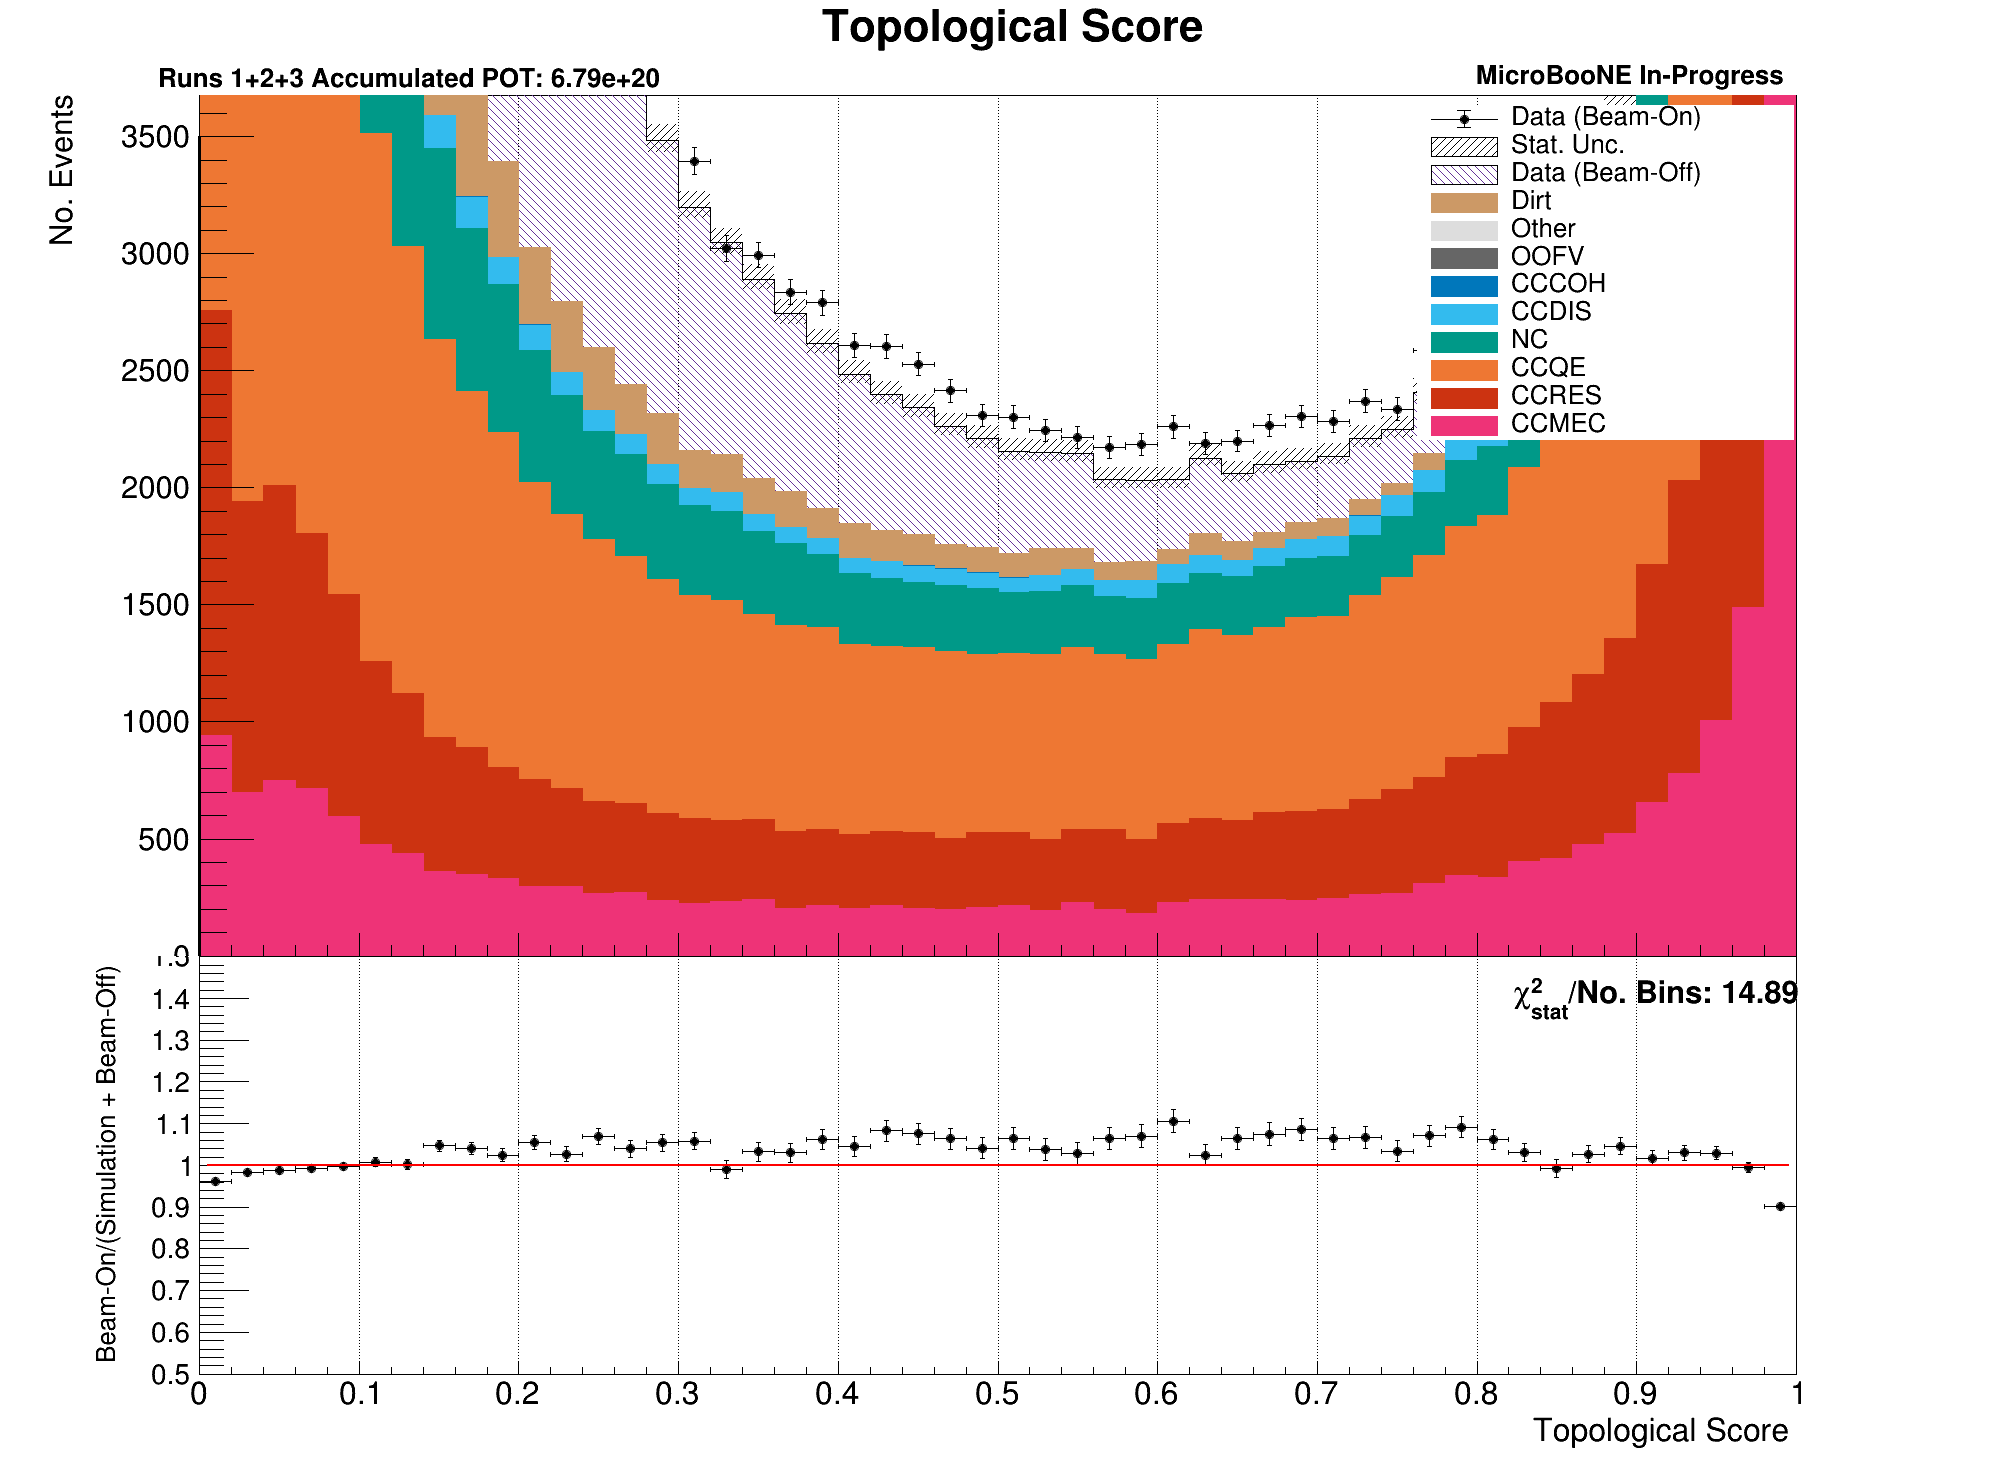 Topological Score
Runs 1+2+3 Accumulated POT: 6.79e+20
MicroBooNE In-Progress
No. Events
3500
3000
2500
2000
1500
1000
500
0
Data (Beam-On)
Stat. Unc.
Data (Beam-Off)
Dirt
Other
OOFV
CCCOH
CCDIS
NC
CCQE
CCRES
CCMEC
Beam-On/(Simulation + Beam-Off)
χ²stat/No. Bins: 14.89
1.4
1.3
1.2
1.1
1
0.9
0.8
0.7
0.6
0.5
0 0.1 0.2 0.3 0.4 0.5 0.6 0.7 0.8 0.9 1
Topological Score